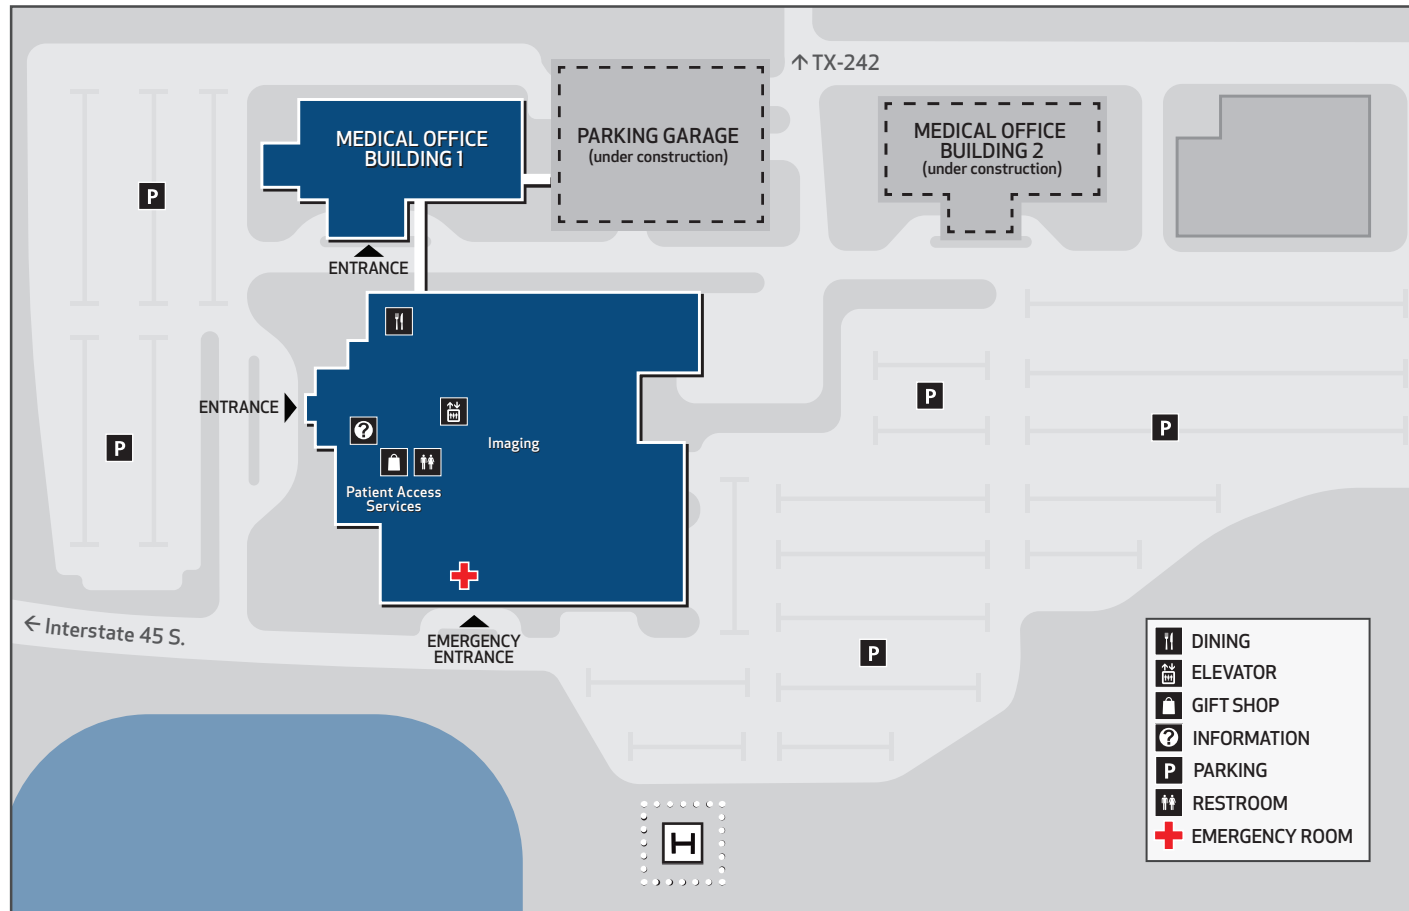 ↑ TX-242
MEDICAL OFFICE
BUILDING 1
PARKING GARAGE
(under construction)
MEDICAL OFFICE
BUILDING 2
(under construction)
P
ENTRANCE
ENTRANCE
P
P
P
?
Imaging
Patient Access
Services
← Interstate 45 S.
EMERGENCY
ENTRANCE
P
DINING
ELEVATOR
GIFT SHOP
? INFORMATION
P PARKING
RESTROOM
EMERGENCY ROOM
H